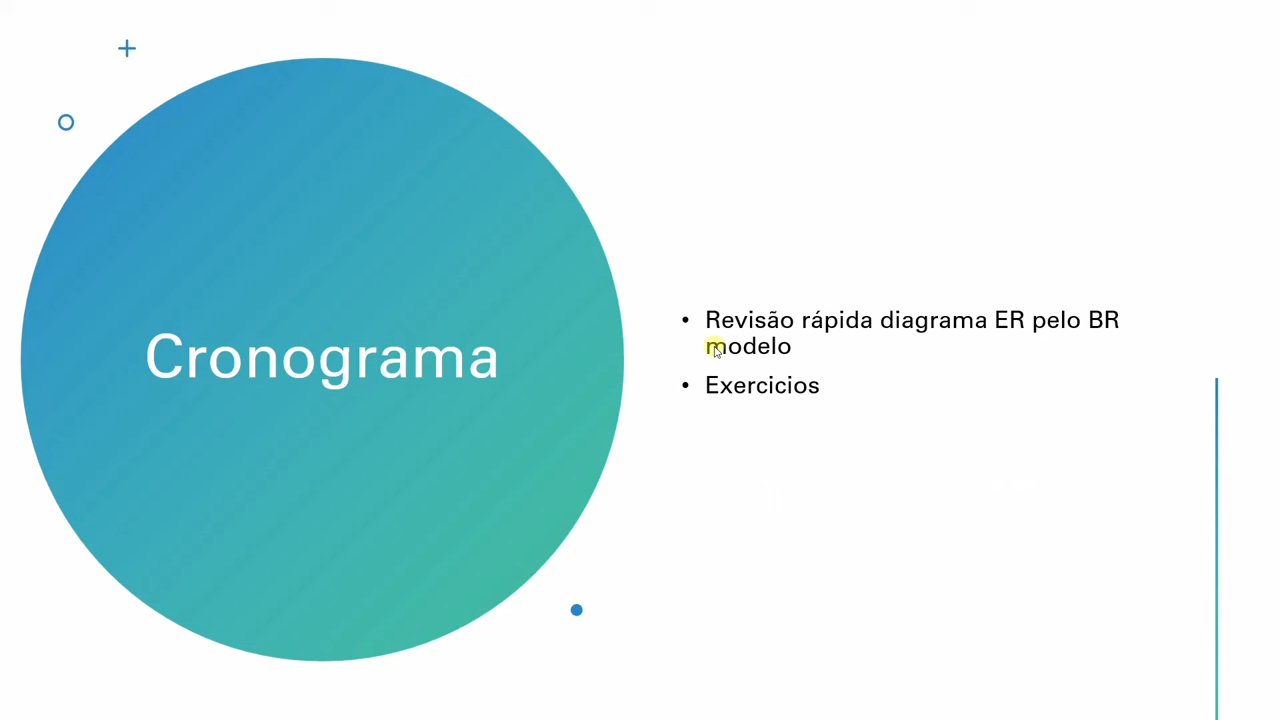 Cronograma
• Revisão rápida diagrama ER pelo BR
modelo
• Exercicios